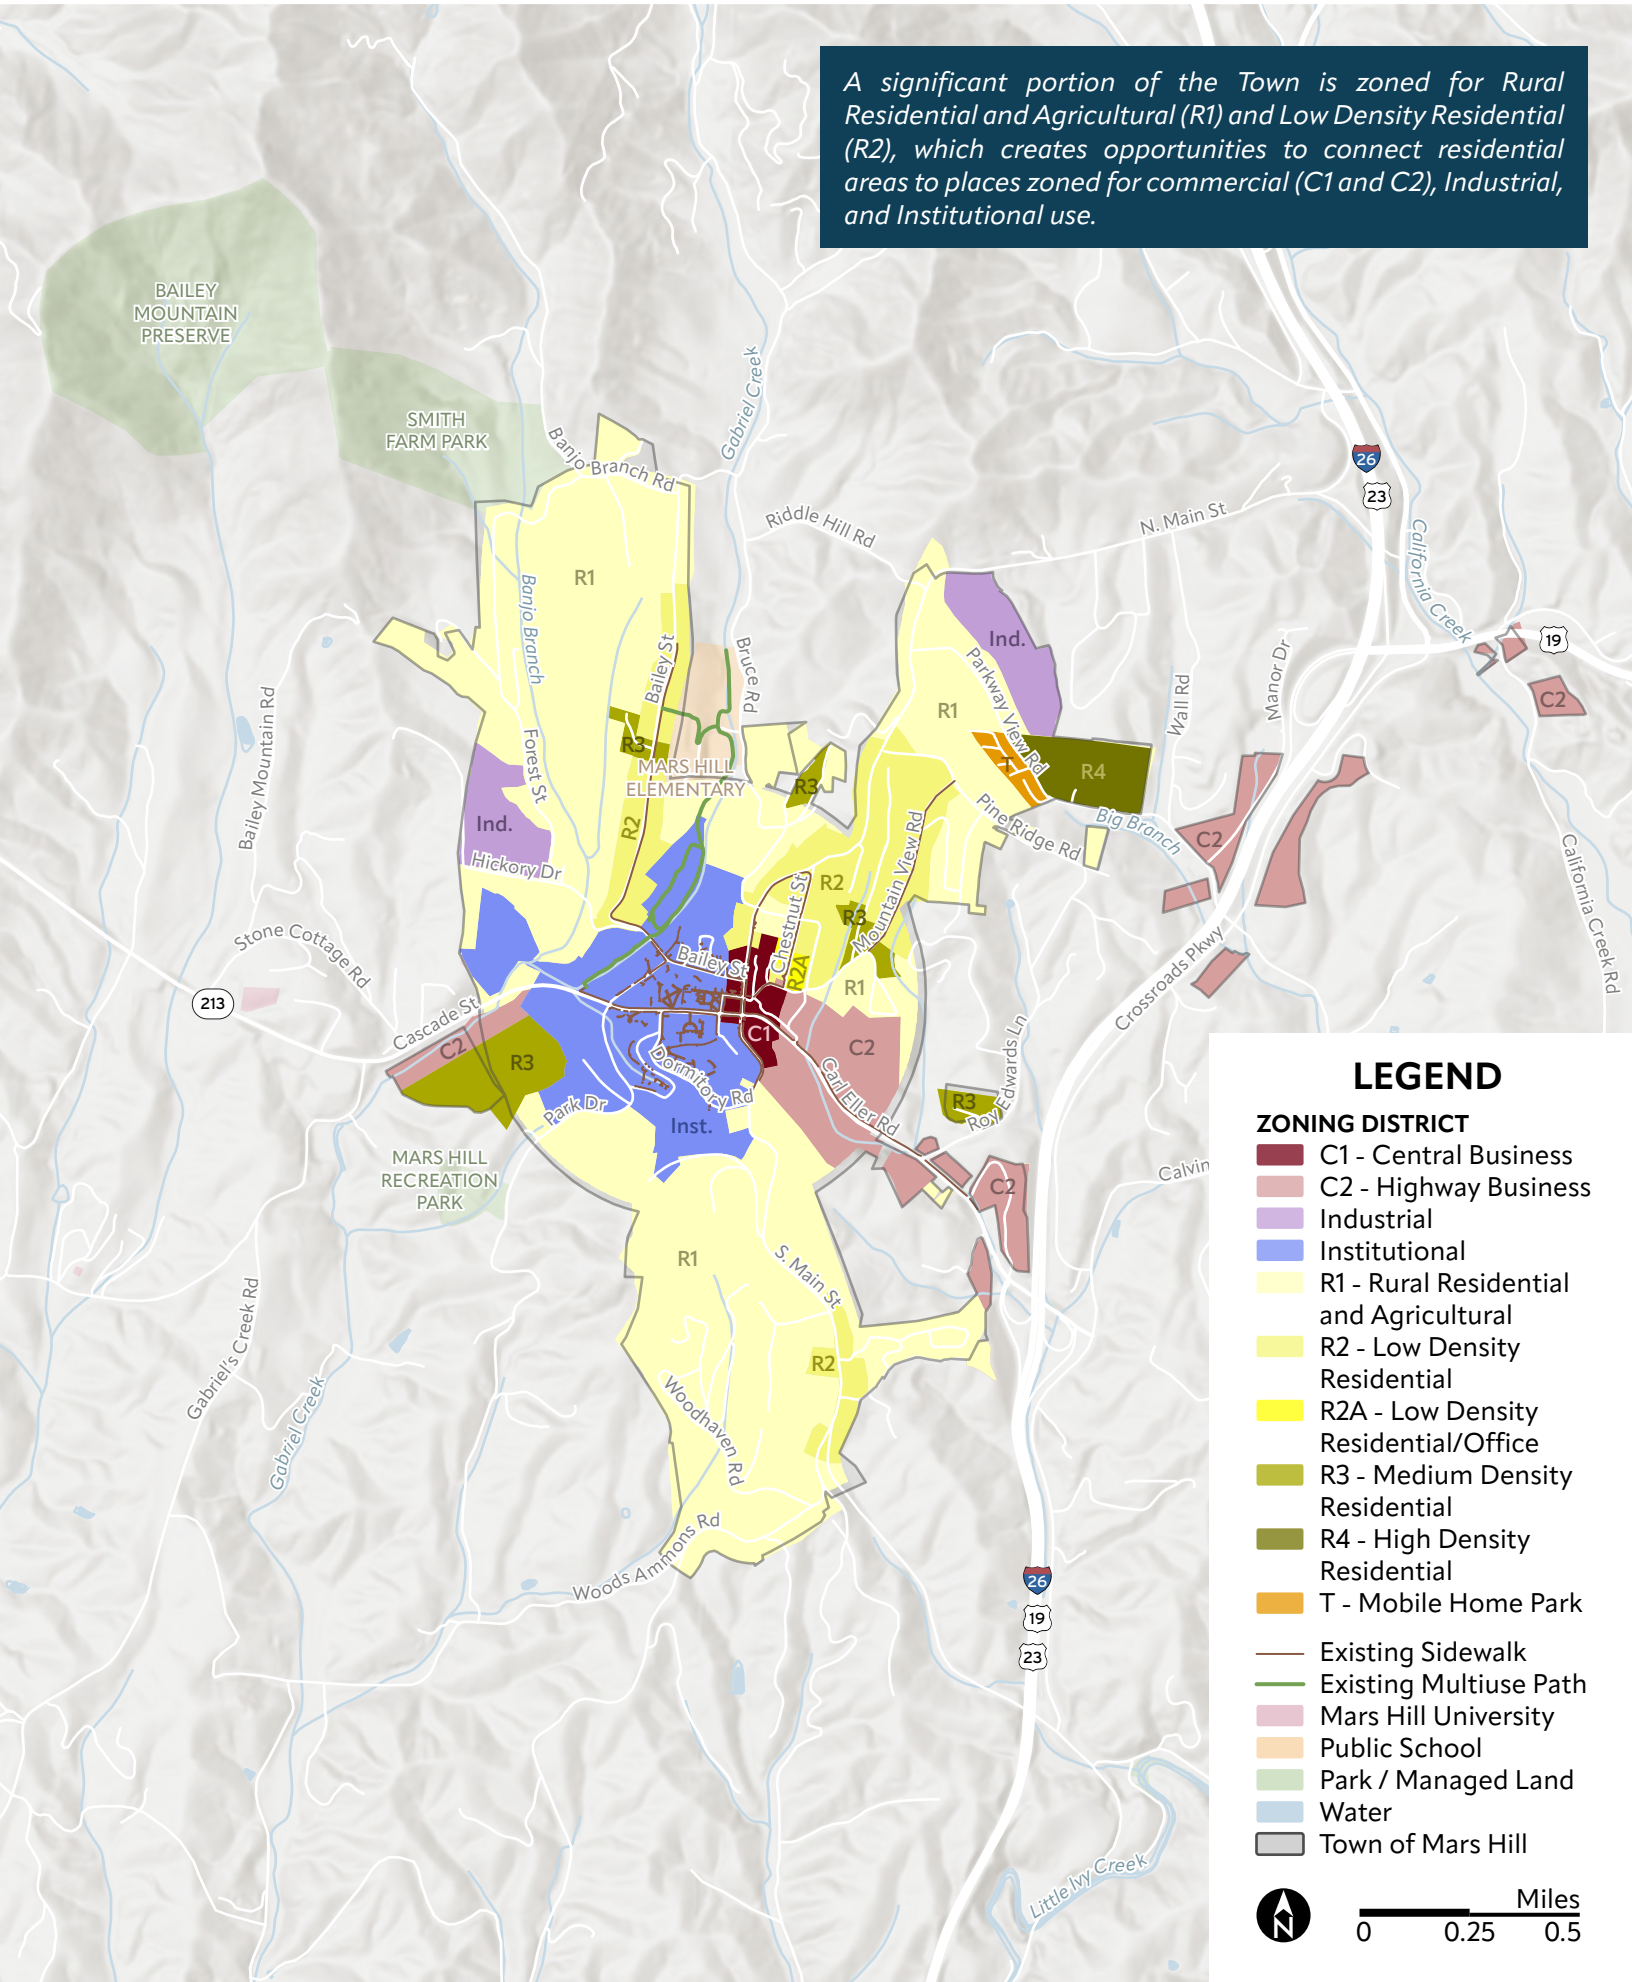 A significant portion of the Town is zoned for Rural
Residential and Agricultural (R1) and Low Density Residential
(R2), which creates opportunities to connect residential
areas to places zoned for commercial (C1 and C2), Industrial,
and Institutional use.
BAILEY
MOUNTAIN
PRESERVE
SMITH
FARM PARK
Gabriel Creek
Banjo Branch Rd
26
23
Riddle Hill Rd
N. Main St
California Creek
R1
Banjo Branch
Ind.
19
Bailey St
Bruce Rd
Parkway View Rd
Wall Rd
Manor Dr
C2
R1
Bailey Mountain Rd
Forest St
R3
MARS HILL
ELEMENTARY
R3
T
R4
Ind.
R2
Pine Ridge Rd
Big Branch
C2
Hickory Dr
R2
Mountain View Rd
California Creek Rd
Chestnut St
R3
Stone Cottage Rd
Bailey St
R2A
R1
Crossroads Pkwy
213
Cascade St
C2
R3
C1
C2
Dormitory Rd
Carl Eller Rd
Roy Edwards Ln
R3
Park Dr
Inst.
MARS HILL
RECREATION
PARK
Calvin
C2
R1
S. Main St
Gabriel's Creek Rd
R2
Gabriel Creek
Woodhaven Rd
Woods Ammons Rd
26
19
23
Little Ivy Creek
LEGEND
ZONING DISTRICT
C1 - Central Business
C2 - Highway Business
Industrial
Institutional
R1 - Rural Residential
and Agricultural
R2 - Low Density
Residential
R2A - Low Density
Residential/Office
R3 - Medium Density
Residential
R4 - High Density
Residential
T - Mobile Home Park
Existing Sidewalk
Existing Multiuse Path
Mars Hill University
Public School
Park / Managed Land
Water
Town of Mars Hill
N
Miles
0 0.25 0.5